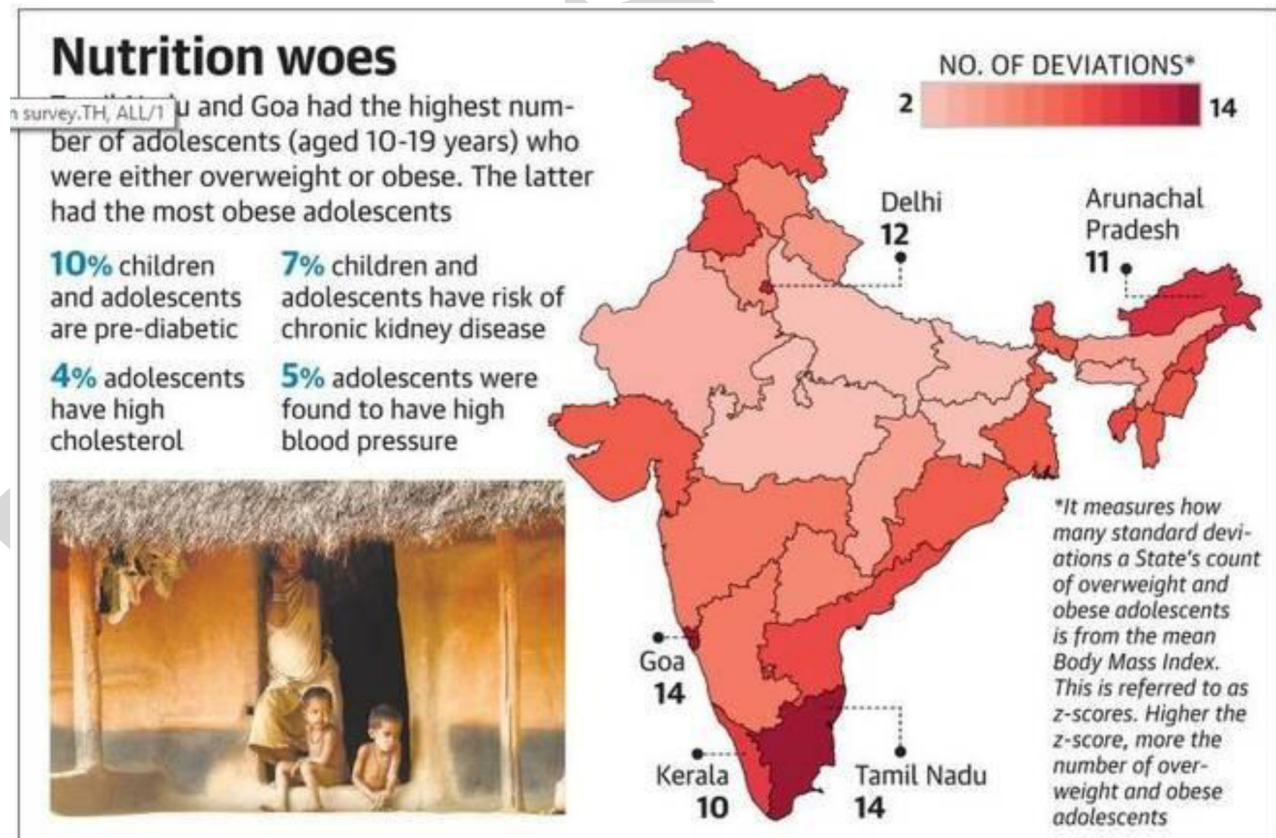 Nutrition woes
u and Goa had the highest num-
n survey.TH, ALL/1
ber of adolescents (aged 10-19 years) who
were either overweight or obese. The latter
had the most obese adolescents
10% children
and adolescents
are pre-diabetic
7% children and
adolescents have risk of
chronic kidney disease
4% adolescents
have high
cholesterol
5% adolescents were
found to have high
blood pressure
NO. OF DEVIATIONS*
2
14
Delhi
12
Arunachal
Pradesh
11
Goa
14
Kerala
10
Tamil Nadu
14
*It measures how
many standard devi-
ations a State's count
of overweight and
obese adolescents
is from the mean
Body Mass Index.
This is referred to as
z-scores. Higher the
z-score, more the
number of over-
weight and obese
adolescents